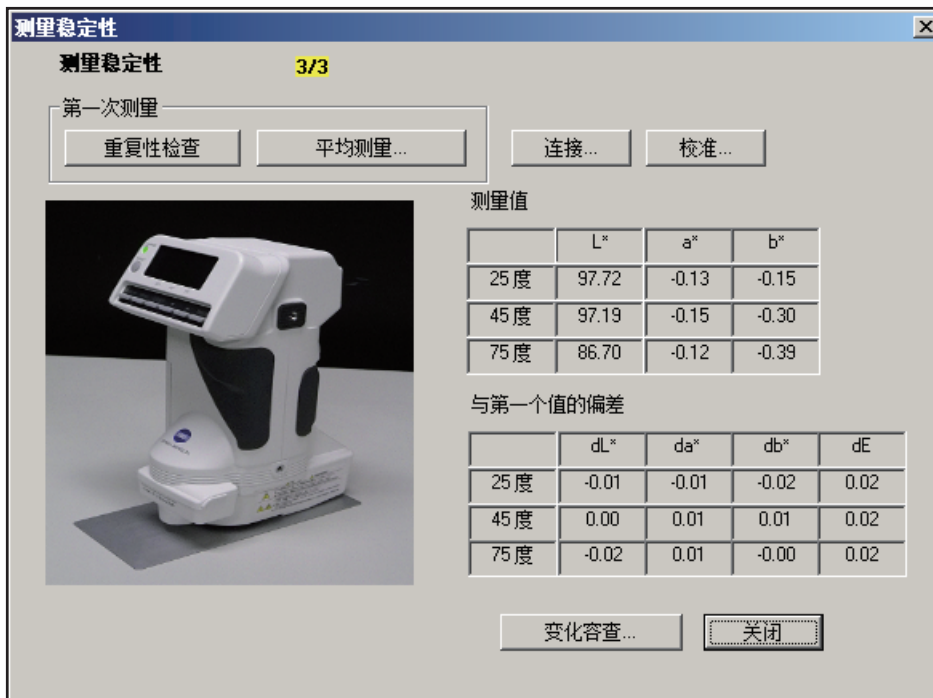 测量稳定性
测量稳定性 3/3
第一次测量
重复性检查 平均测量... 连接... 校准...
测量值
L* a* b*
25度 97.72 -0.13 -0.15
45度 97.19 -0.15 -0.30
75度 86.70 -0.12 -0.39
与第一个值的偏差
dL* da* db* dE
25度 -0.01 -0.01 -0.02 0.02
45度 0.00 0.01 0.01 0.02
75度 -0.02 0.01 -0.00 0.02
变化容查... 关闭